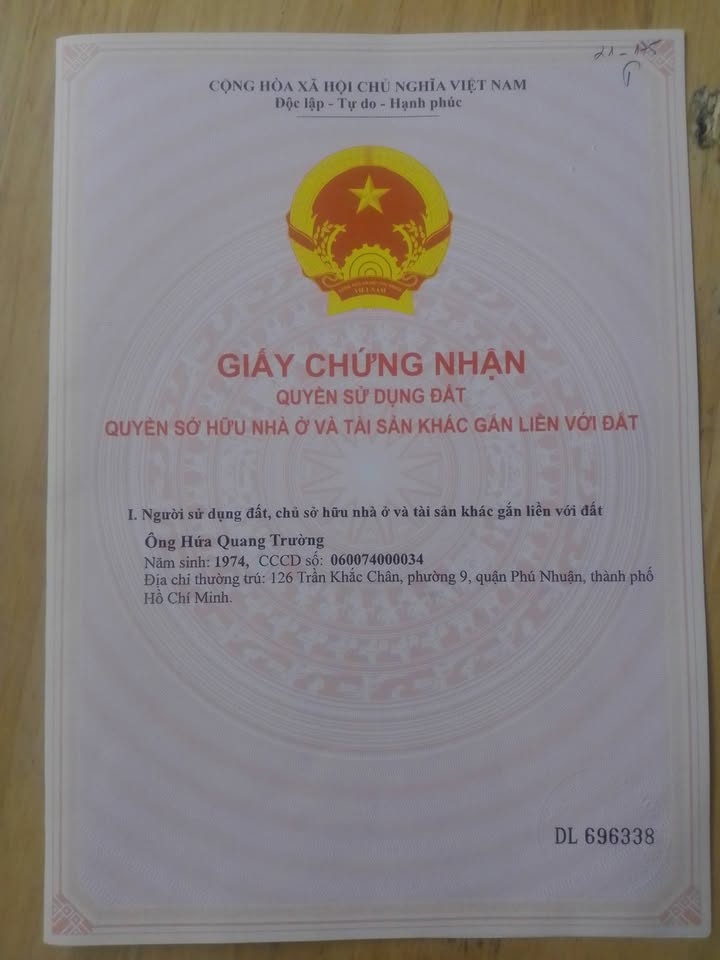 21-175
CỘNG HÒA XÃ HỘI CHỦ NGHĨA VIỆT NAM
Độc lập - Tự do - Hạnh phúc
VIỆT NAM
GIẤY CHỨNG NHẬN
QUYỀN SỬ DỤNG ĐẤT
QUYỀN SỞ HỮU NHÀ Ở VÀ TÀI SẢN KHÁC GẮN LIỀN VỚI ĐẤT
I. Người sử dụng đất, chủ sở hữu nhà ở và tài sản khác gắn liền với đất
Ông Hứa Quang Trường
Năm sinh: 1974, CCCD số: 060074000034
Địa chỉ thường trú: 126 Trần Khắc Chân, phường 9, quận Phú Nhuận, thành phố
Hồ Chí Minh.
DL 696338